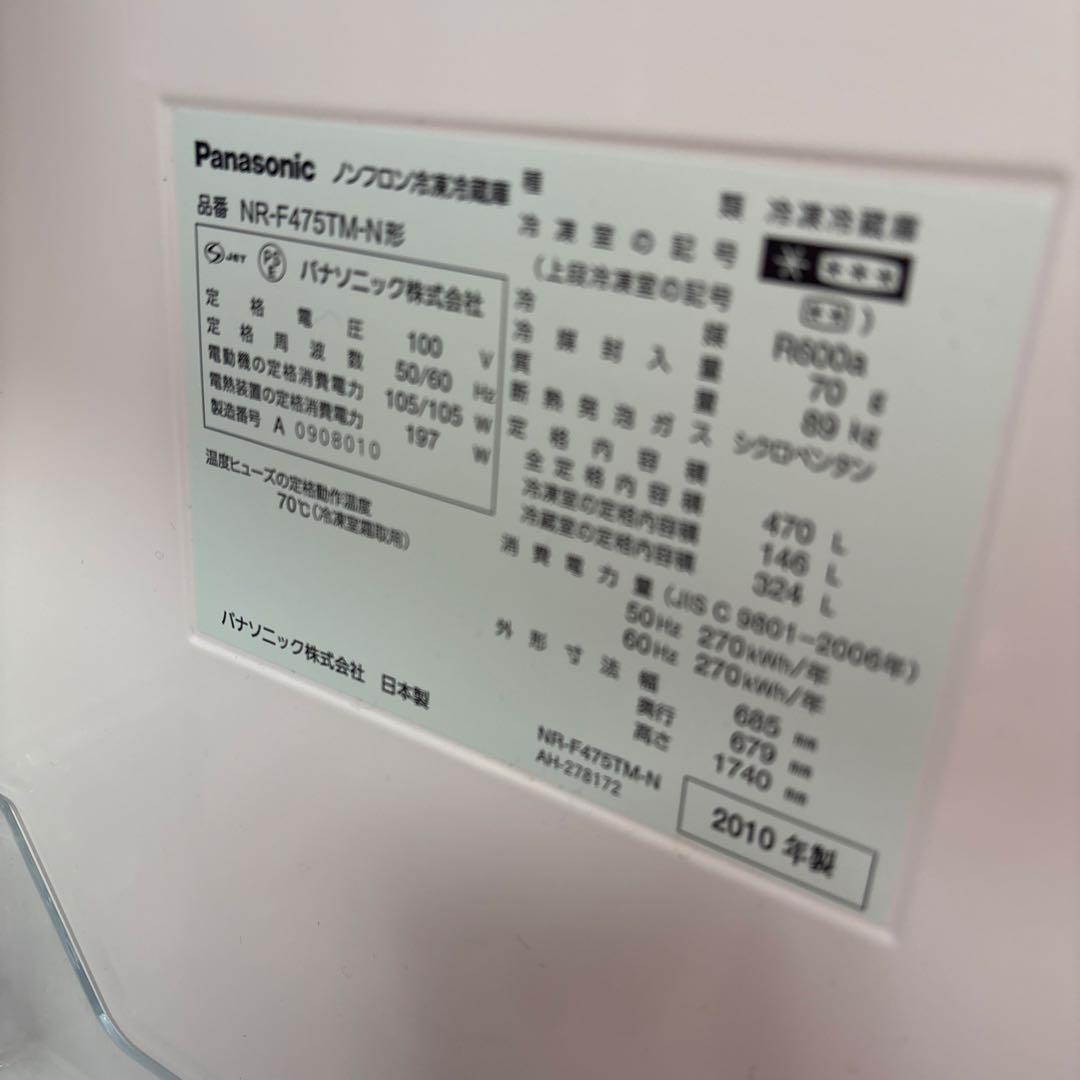 Panasonic ノンフロン冷凍冷蔵庫
品番 NR-F475TM-N形
S JET PSE パナソニック株式会社
定格電圧 100 V
定格周波数 50/60 Hz
電動機の定格消費電力 105/105 W
電熱装置の定格消費電力 197 W
製造番号 A 0908010
温度ヒューズの定格動作温度
70℃(冷凍室霜取用)
パナソニック株式会社 日本製
種類 冷凍冷蔵庫
冷凍室の記号 ****
(上段冷凍室の記号 ** )
冷媒 R600a
冷媒封入量 70 g
質量 89 kg
断熱発泡ガス シクロペンタン
定格内容積
全定格内容積 470 L
冷凍室の定格内容積 146 L
冷蔵室の定格内容積 324 L
消費電力量 (JIS C 9801-2006年)
50Hz 270kWh/年
60Hz 270kWh/年
外形寸法 幅 685 mm
奥行 679 mm
高さ 1740 mm
NR-F475TM-N
AH-278172
2010年製